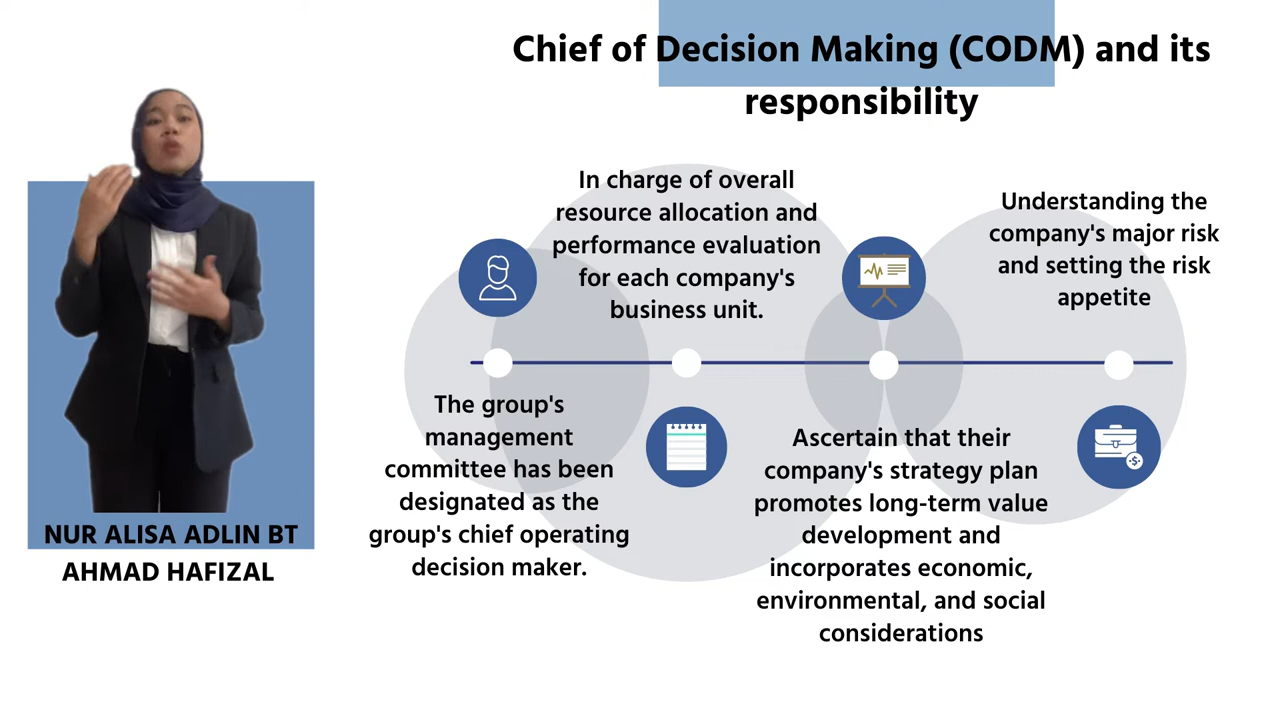 Chief of Decision Making (CODM) and its
responsibility
In charge of overall
resource allocation and
performance evaluation
for each company's
business unit.
Understanding the
company's major risk
and setting the risk
appetite
The group's
management
committee has been
designated as the
group's chief operating
decision maker.
Ascertain that their
company's strategy plan
promotes long-term value
development and
incorporates economic,
environmental, and social
considerations
NUR ALISA ADLIN BT
AHMAD HAFIZAL